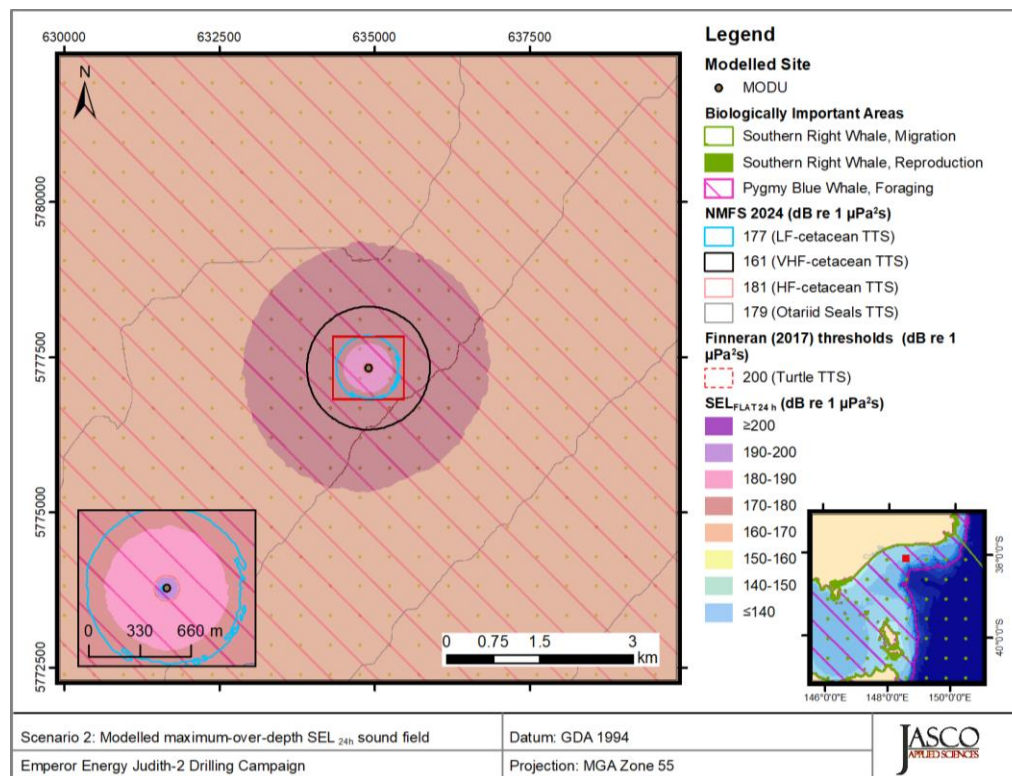 630000 632500 635000 637500
N
5780000
5777500
5775000
5772500
0 330 660 m
0 0.75 1.5 3
km
Legend
Modelled Site
MODU
Biologically Important Areas
Southern Right Whale, Migration
Southern Right Whale, Reproduction
Pygmy Blue Whale, Foraging
NMFS 2024 (dB re 1 µPa²s)
177 (LF-cetacean TTS)
161 (VHF-cetacean TTS)
181 (HF-cetacean TTS)
179 (Otariid Seals TTS)
Finneran (2017) thresholds (dB re 1
µPa²s)
200 (Turtle TTS)
SEL FLAT 24 h (dB re 1 µPa²s)
≥200
190-200
180-190
170-180
160-170
150-160
140-150
≤140
38°0'0"S
40°0'0"S
146°0'0"E 148°0'0"E 150°0'0"E
Scenario 2: Modelled maximum-over-depth SEL 24h sound field
Datum: GDA 1994
Emperor Energy Judith-2 Drilling Campaign
Projection: MGA Zone 55
JASCO
APPLIED SCIENCES